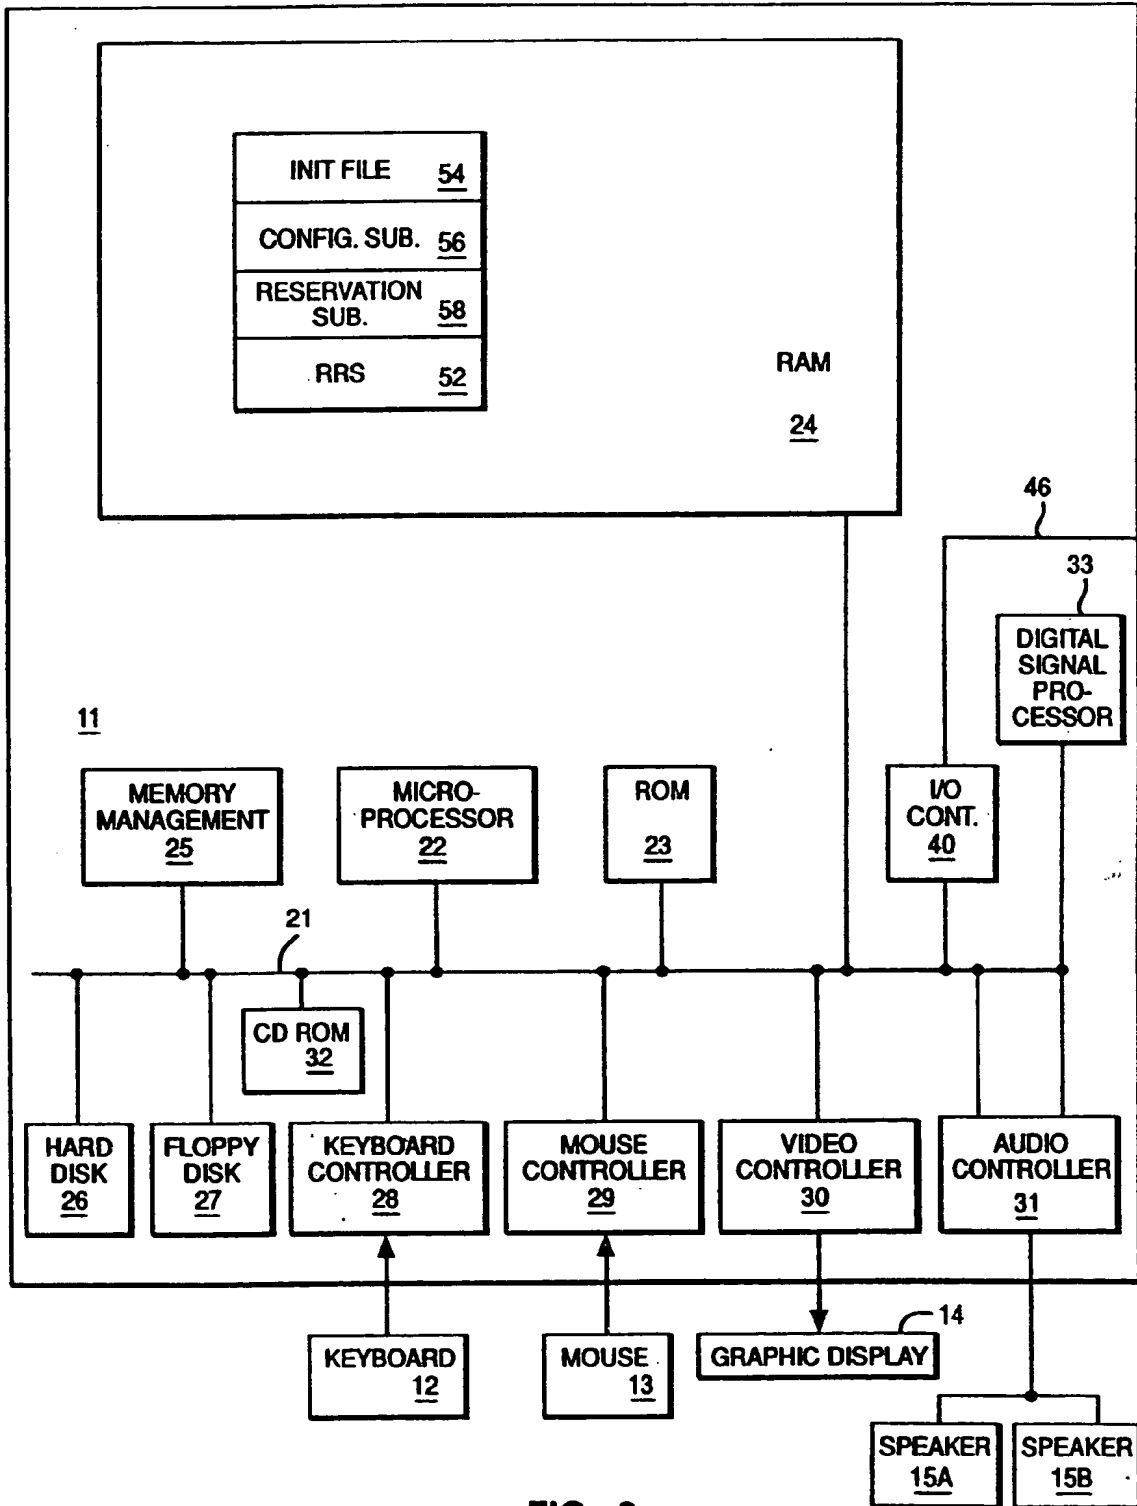 INIT FILE 54
CONFIG. SUB. 56
RESERVATION
SUB. 58
RRS 52
RAM
24
46
33
DIGITAL
SIGNAL
PRO-
CESSOR
11
MEMORY
MANAGEMENT
25
MICRO-
PROCESSOR
22
ROM
23
I/O
CONT.
40
21
CD ROM
32
HARD
DISK
26
FLOPPY
DISK
27
KEYBOARD
CONTROLLER
28
MOUSE
CONTROLLER
29
VIDEO
CONTROLLER
30
AUDIO
CONTROLLER
31
KEYBOARD
12
MOUSE
13
14
GRAPHIC DISPLAY
SPEAKER
15A
SPEAKER
15B